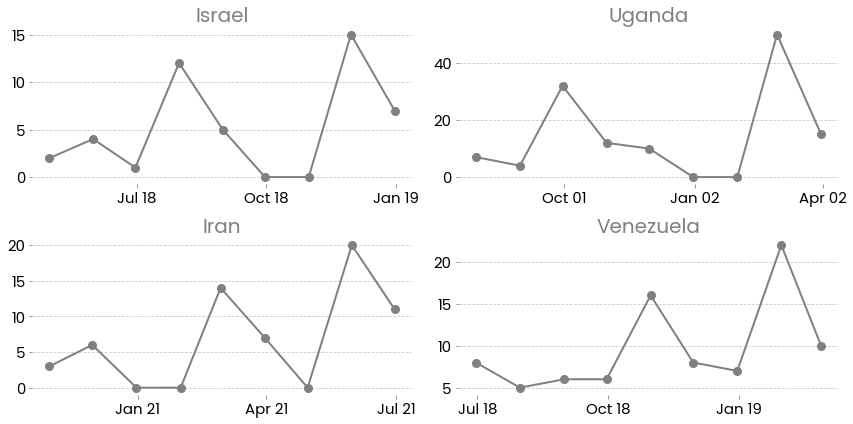 Israel
15
10
5
0
Jul 18
Oct 18
Jan 19
Uganda
40
20
0
Oct 01
Jan 02
Apr 02
Iran
20
15
10
5
0
Jan 21
Apr 21
Jul 21
Venezuela
20
15
10
5
Jul 18
Oct 18
Jan 19